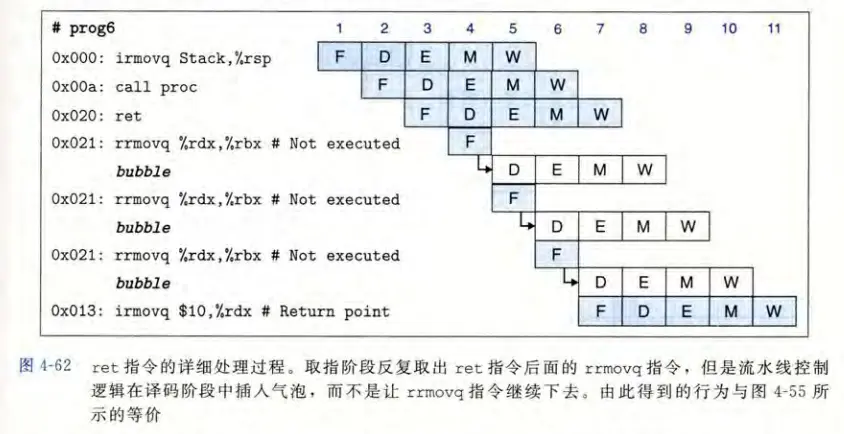 # prog6 1 2 3 4 5 6 7 8 9 10 11
0x000: irmovq Stack,%rsp F D E M W
0x00a: call proc F D E M W
0x020: ret F D E M W
0x021: rrmovq %rdx,%rbx # Not executed F
bubble D E M W
0x021: rrmovq %rdx,%rbx # Not executed F
bubble D E M W
0x021: rrmovq %rdx,%rbx # Not executed F
bubble D E M W
0x013: irmovq $10,%rdx # Return point F D E M W
图 4-62 ret 指令的详细处理过程。取指阶段反复取出 ret 指令后面的 rrmovq 指令，但是流水线控制
逻辑在译码阶段中插入气泡，而不是让 rrmovq 指令继续下去。由此得到的行为与图 4-55 所
示的等价